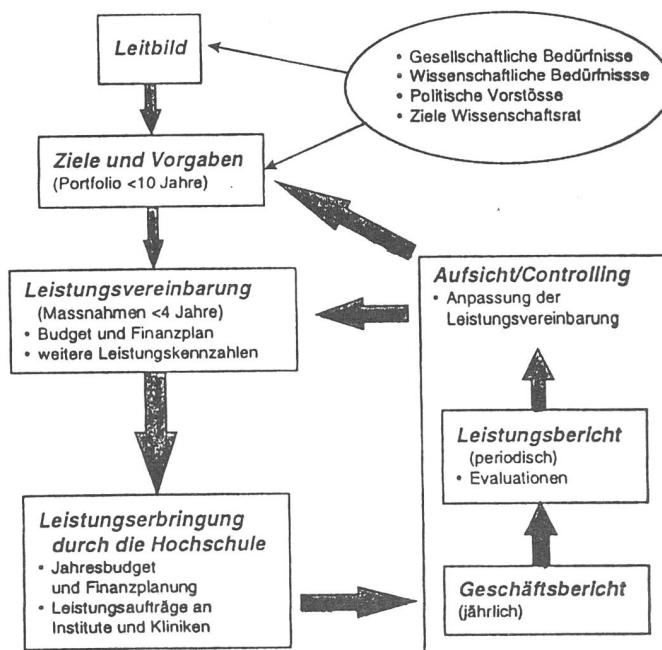 Leitbild
• Gesellschaftliche Bedürfnisse
• Wissenschaftliche Bedürfnissse
• Politische Vorstösse
• Ziele Wissenschaftsrat
Ziele und Vorgaben
(Portfolio <10 Jahre)
Leistungsvereinbarung
(Massnahmen <4 Jahre)
• Budget und Finanzplan
• weitere Leistungskennzahlen
Aufsicht/Controlling
• Anpassung der
Leistungsvereinbarung
Leistungsbericht
(periodisch)
• Evaluationen
Leistungserbringung
durch die Hochschule
• Jahresbudget
und Finanzplanung
• Leistungsaufträge an
Institute und Kliniken
Geschäftsbericht
(jährlich)